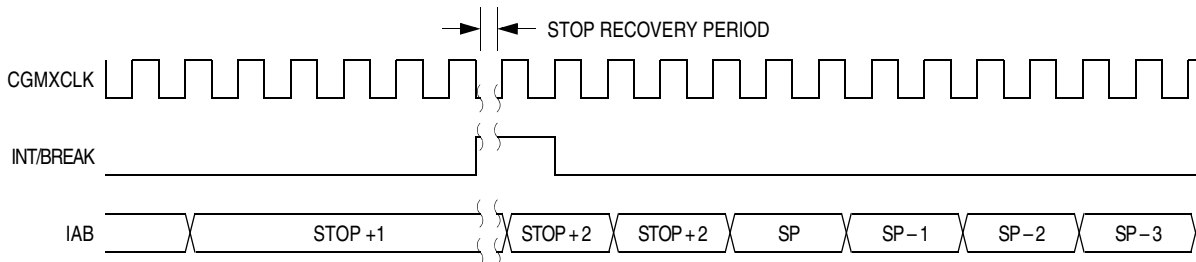 STOP RECOVERY PERIOD
CGMXCLK
INT/BREAK
IAB
STOP +1
STOP + 2
STOP + 2
SP
SP – 1
SP – 2
SP – 3